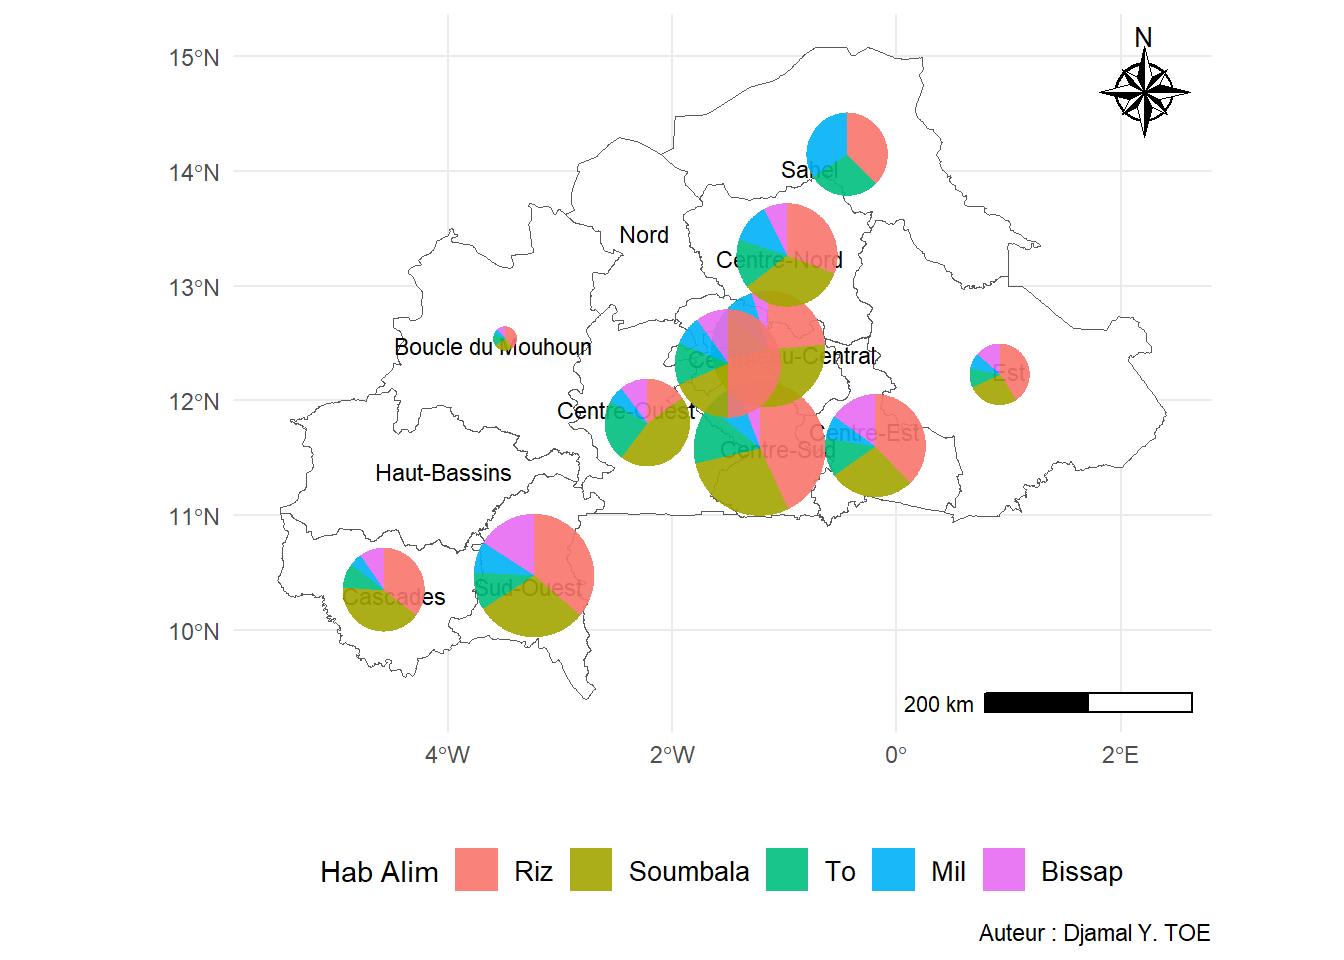 N
15°N
14°N
13°N
12°N
11°N
10°N
Sahel
Nord
Centre-Nord
Boucle du Mouhoun
u-Central
Est
Centre-Ouest
Centre-Est
Centre-Sud
Haut-Bassins
Sud-Ouest
Cascades
200 km
4°W 2°W 0° 2°E
Hab Alim Riz Soumbala To Mil Bissap
Auteur : Djamal Y. TOE